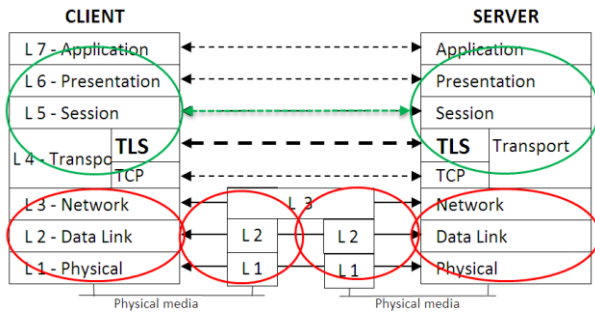 CLIENT SERVER
L 7 - Application Application
L 6 - Presentation Presentation
L 5 - Session Session
L 4 - Transpo TLS TLS Transport
TCP TCP
L 3 - Network L 3 Network
L 2 - Data Link L 2 L 2 Data Link
L 1 - Physical L 1 L 1 Physical
Physical media Physical media